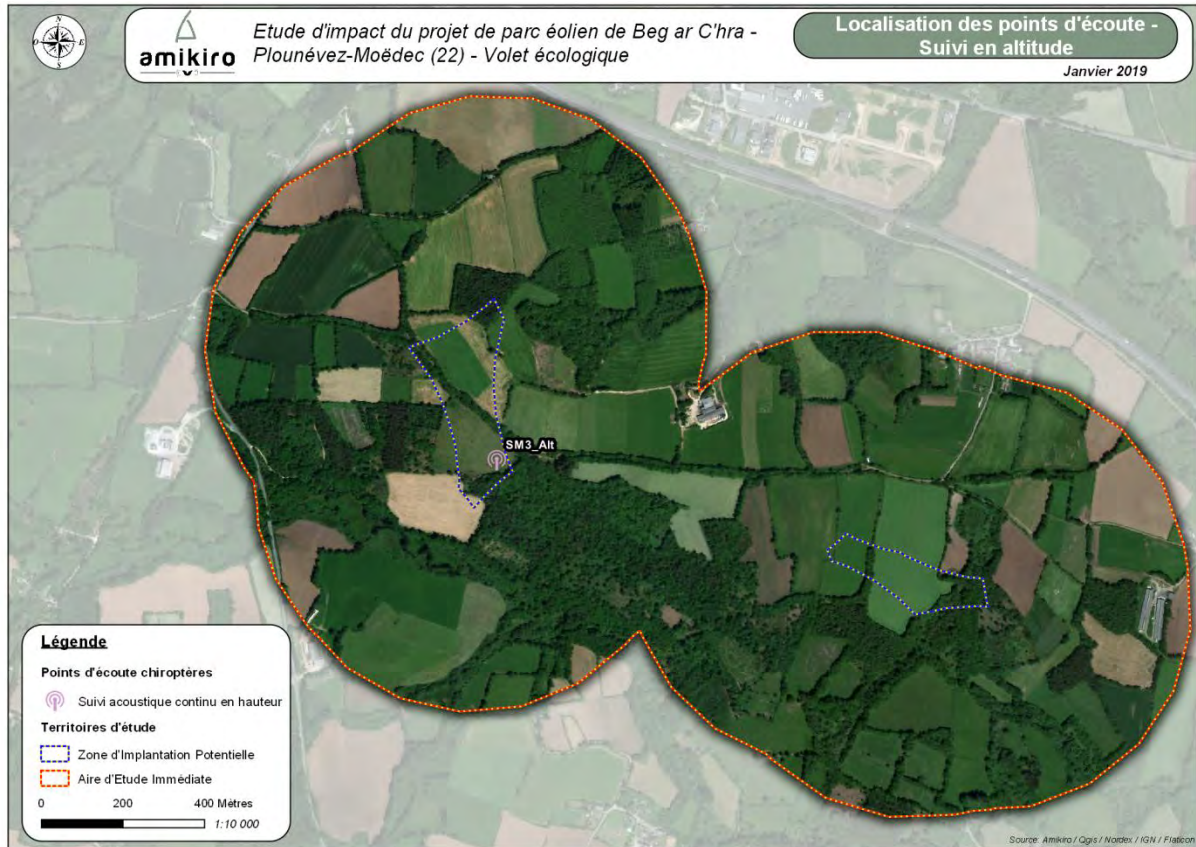 N
O
E
S
amikiro
Etude d'impact du projet de parc éolien de Beg ar C'hra -
Plounévez-Moëdec (22) - Volet écologique
Localisation des points d'écoute -
Suivi en altitude
Janvier 2019
SM3_Alt
Légende
Points d'écoute chiroptères
Suivi acoustique continu en hauteur
Territoires d'étude
Zone d'Implantation Potentielle
Aire d'Etude Immédiate
0 200 400 Mètres
1:10 000
Source: Amikiro / Qgis / Nordex / IGN / Flaticon